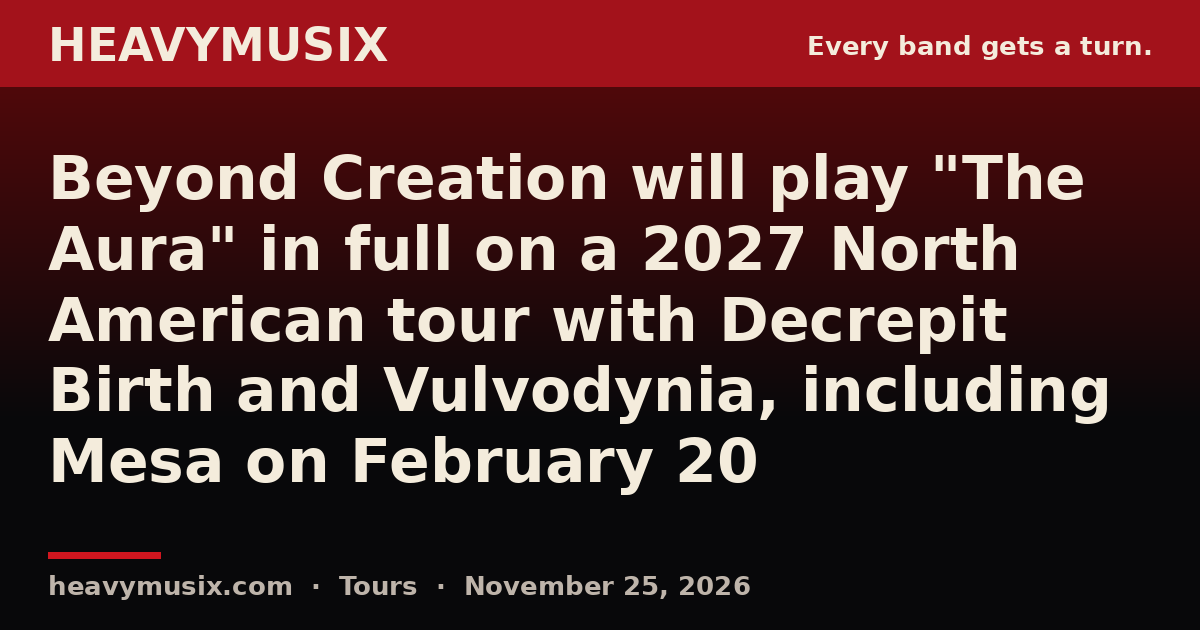 HEAVYMUSIX
Every band gets a turn.
Beyond Creation will play "The
Aura" in full on a 2027 North
American tour with Decrepit
Birth and Vulvodynia, including
Mesa on February 20
heavymusix.com · Tours · November 25, 2026